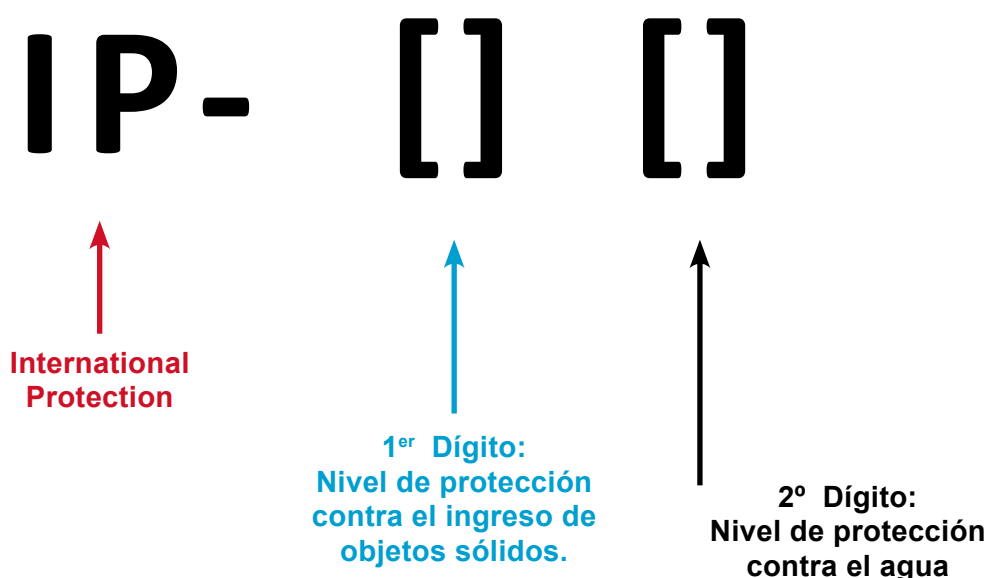 IP- [] []
International
Protection
1er Dígito:
Nivel de protección
contra el ingreso de
objetos sólidos.
2º Dígito:
Nivel de protección
contra el agua